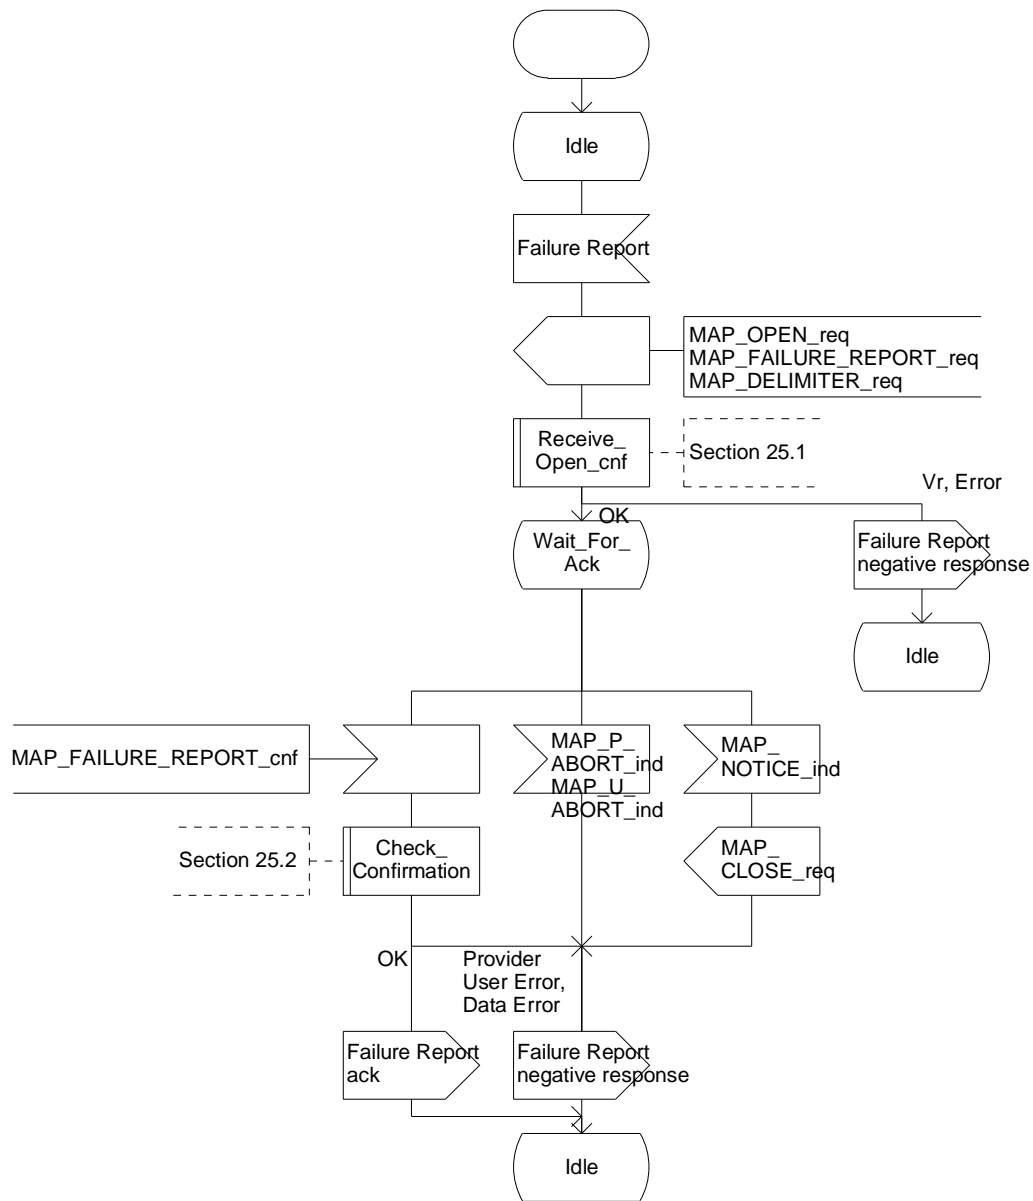 Idle
Failure Report
MAP_OPEN_req
MAP_FAILURE_REPORT_req
MAP_DELIMITER_req
Receive_
Open_cnf
Section 25.1
Vr, Error
OK
Wait_For_
Ack
Failure Report
negative response
Idle
MAP_FAILURE_REPORT_cnf
MAP_P_
ABORT_ind
MAP_U_
ABORT_ind
MAP_
NOTICE_ind
Section 25.2
Check_
Confirmation
MAP_
CLOSE_req
OK
Provider
User Error,
Data Error
Failure Report
ack
Failure Report
negative response
Idle